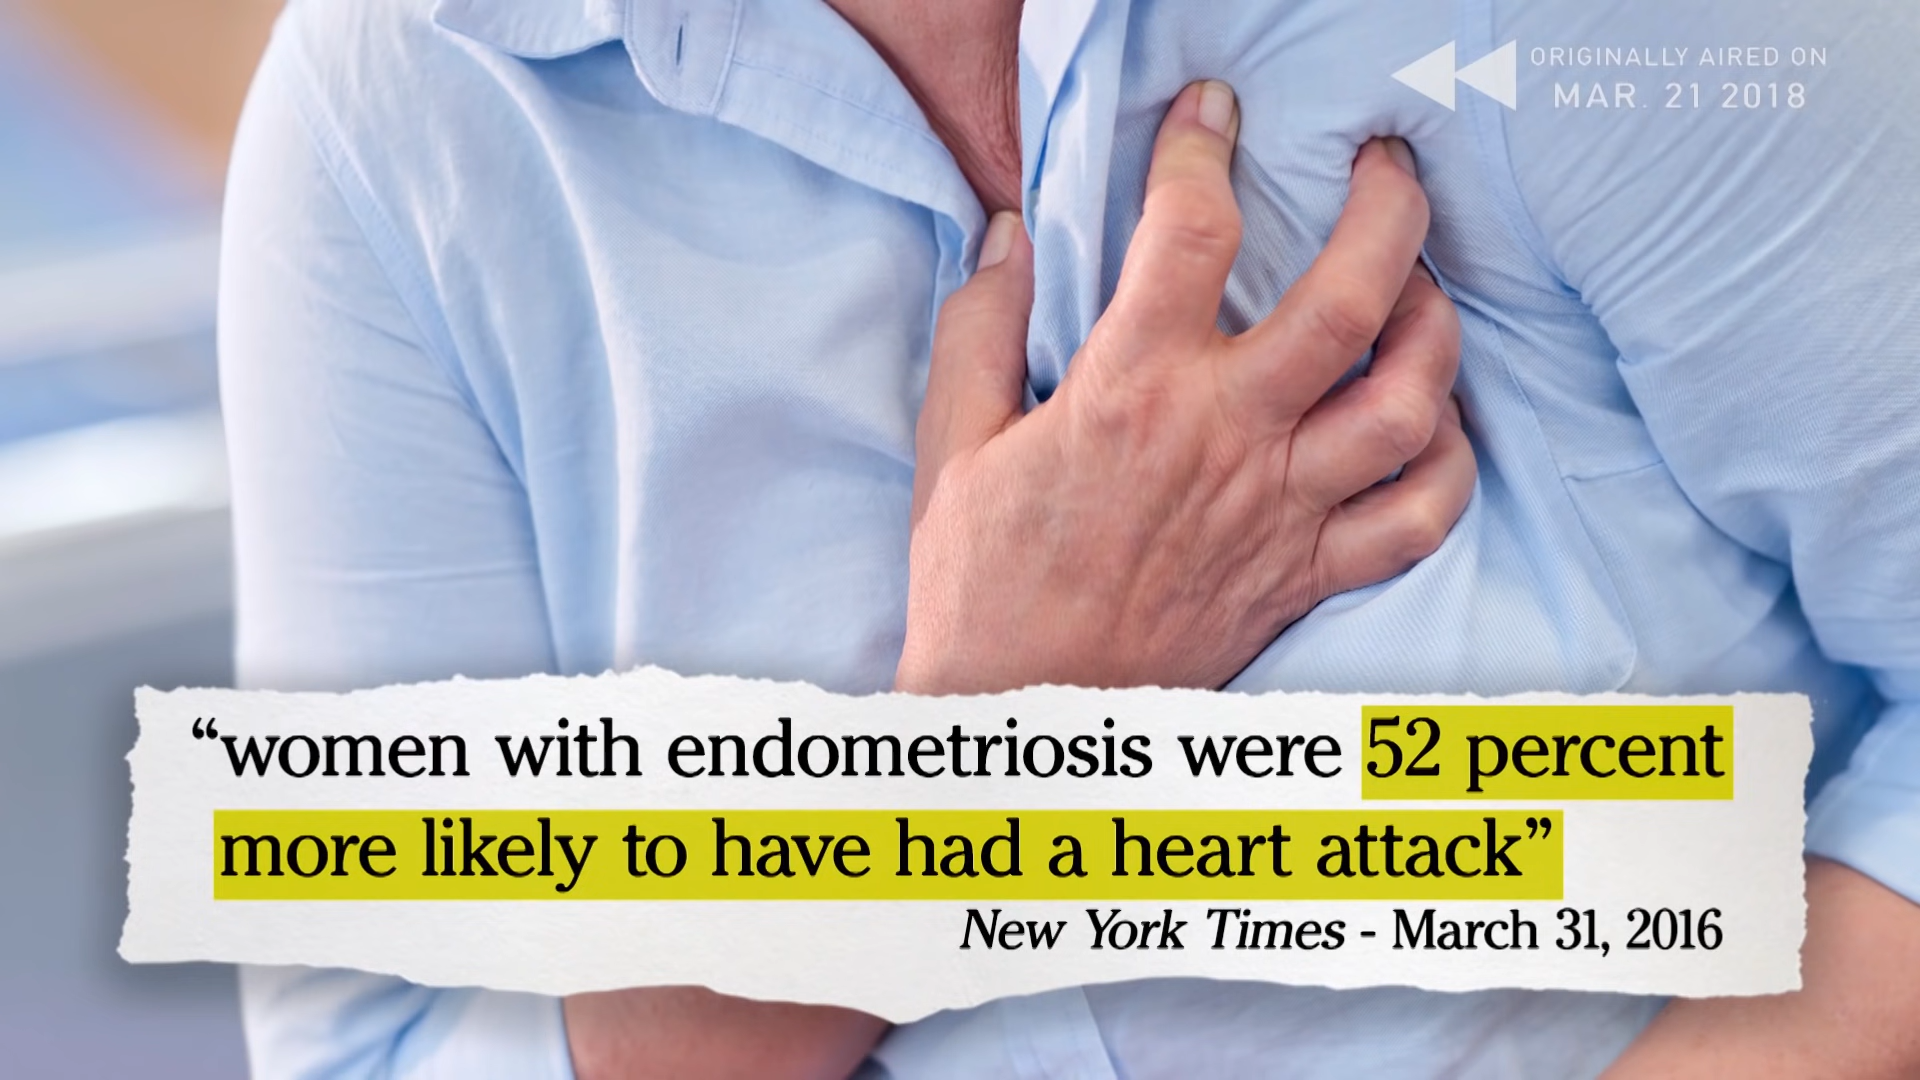 ORIGINALLY AIRED ON
MAR. 21 2018
“women with endometriosis were 52 percent
more likely to have had a heart attack”
New York Times - March 31, 2016